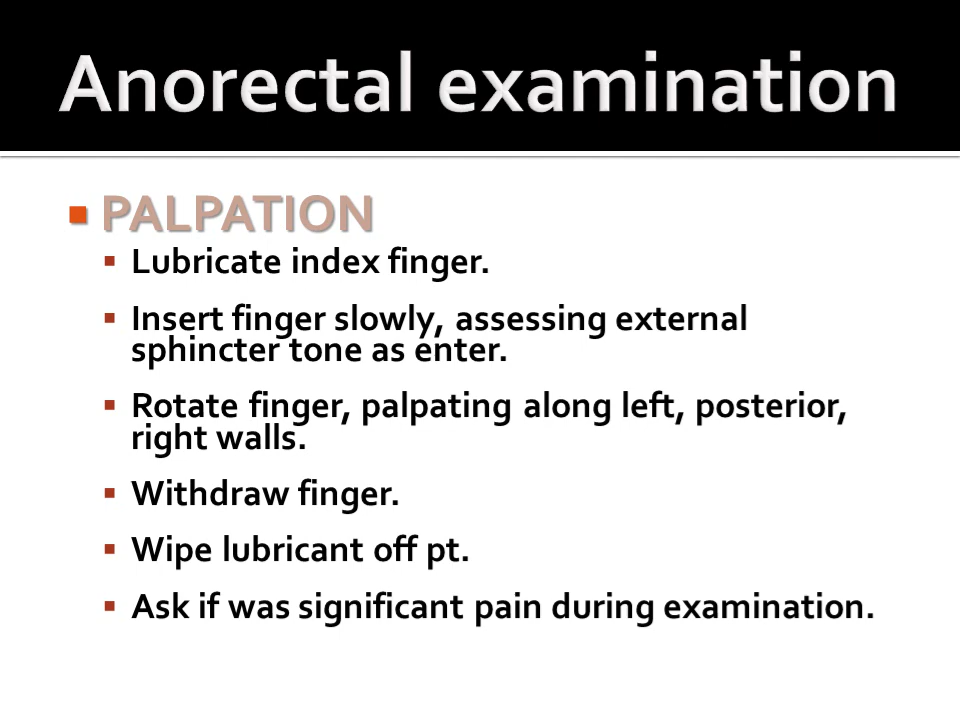 Anorectal examination
PALPATION
Lubricate index finger.
Insert finger slowly, assessing external
sphincter tone as enter.
Rotate finger, palpating along left, posterior,
right walls.
Withdraw finger.
Wipe lubricant off pt.
Ask if was significant pain during examination.